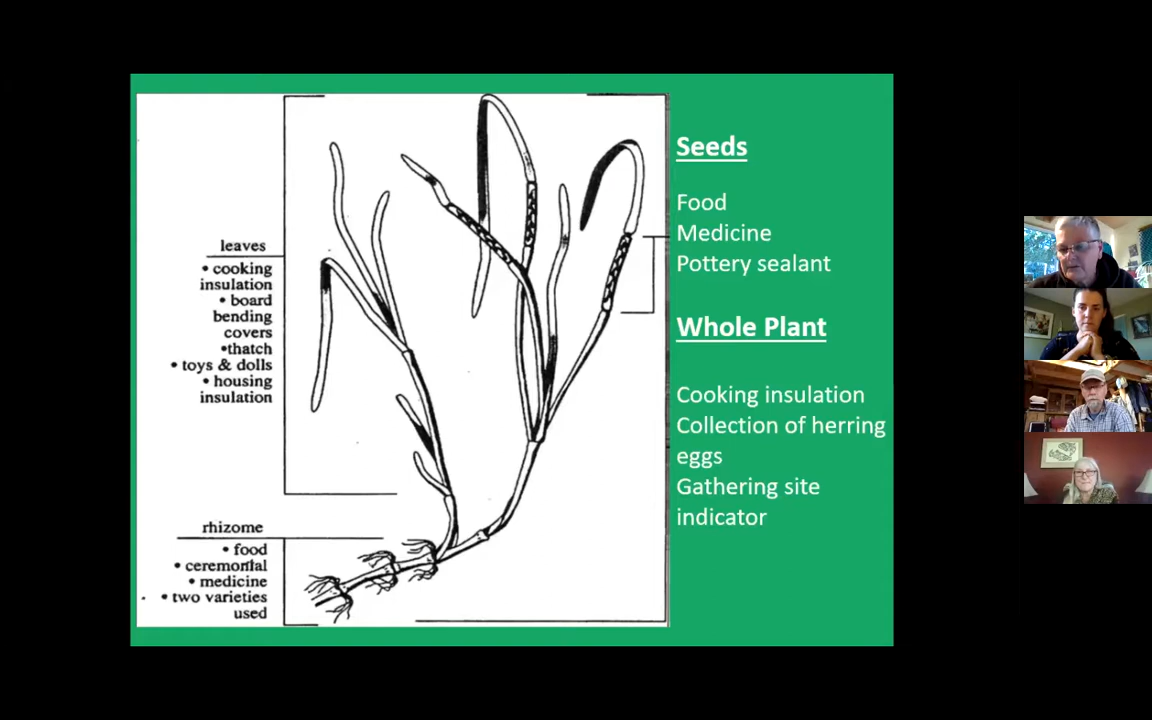 leaves
• cooking
insulation
• board
bending
covers
•thatch
• toys & dolls
• housing
insulation
rhizome
• food
• ceremonial
• medicine
• two varieties
used
Seeds
Food
Medicine
Pottery sealant
Whole Plant
Cooking insulation
Collection of herring
eggs
Gathering site
indicator